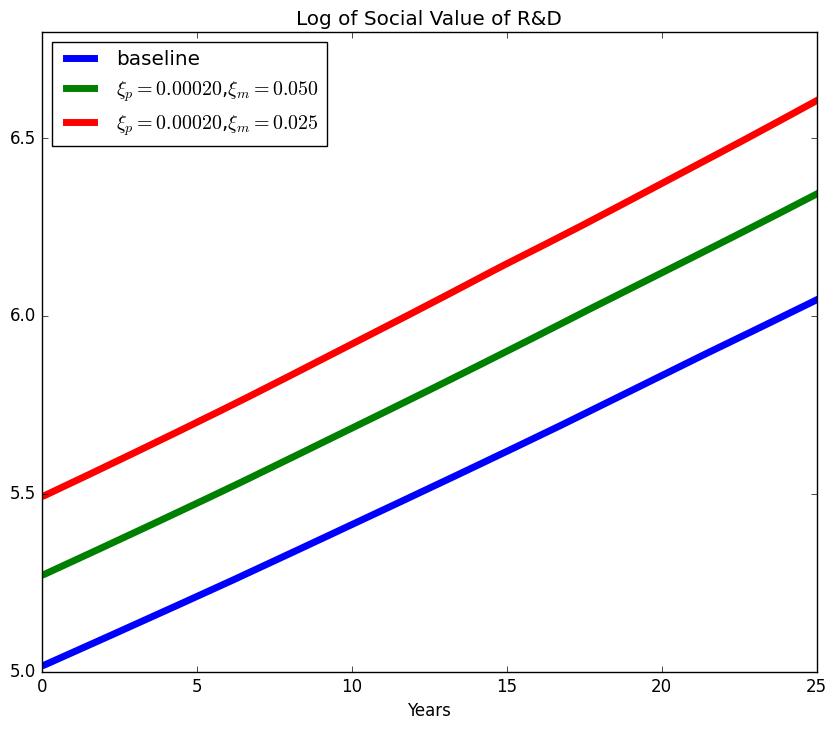 Log of Social Value of R&D
baseline
ξₚ = 0.00020,ξₘ = 0.050
ξₚ = 0.00020,ξₘ = 0.025
6.5
6.0
5.5
5.0
0 5 10 15 20 25
Years